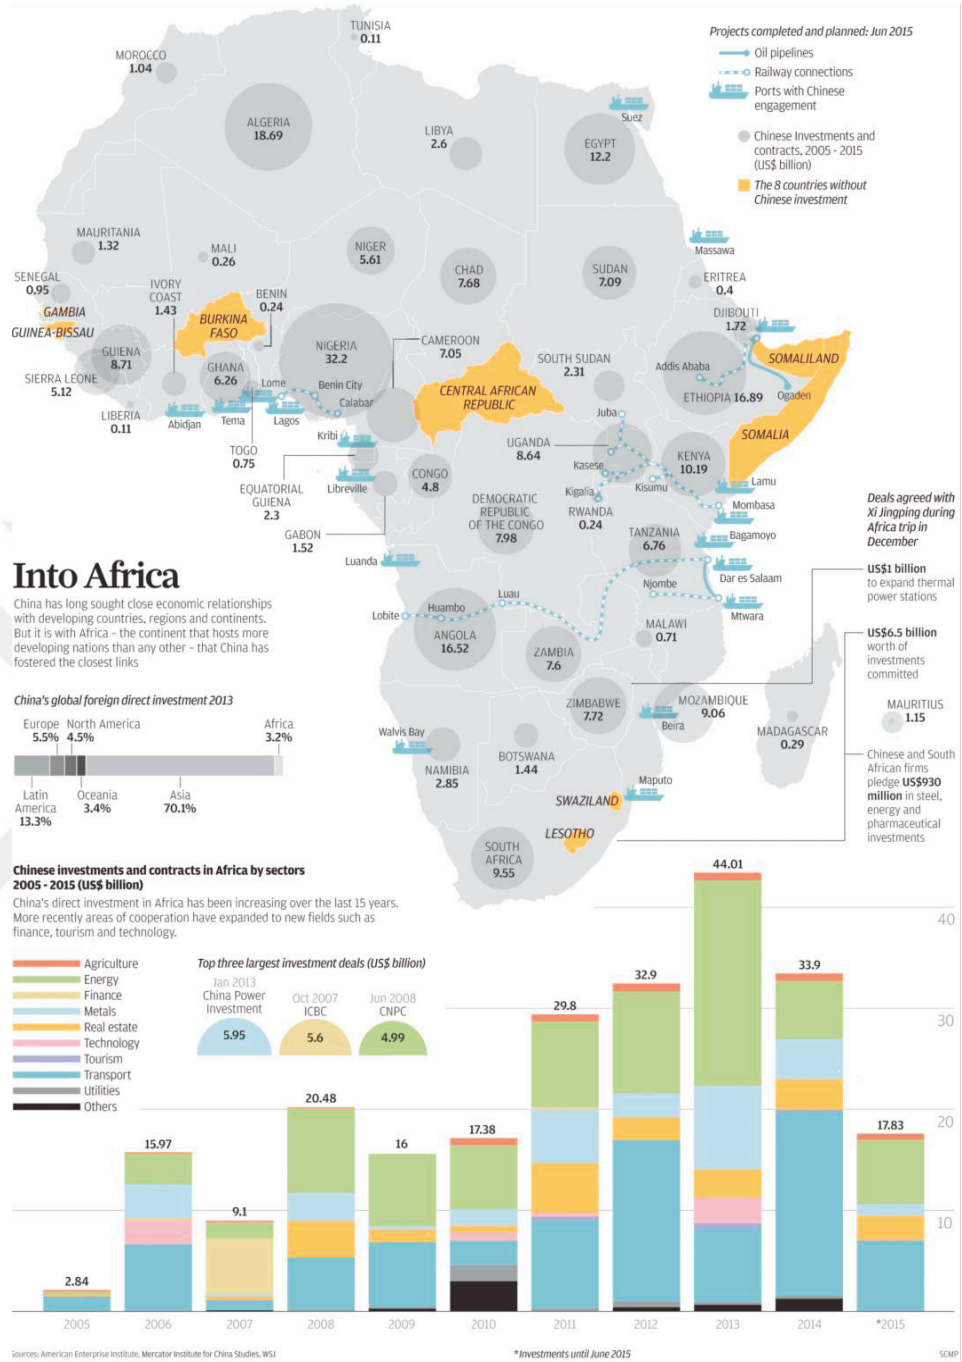 TUNISIA
0.11
MOROCCO
1.04
ALGERIA
18.69
LIBYA
2.6
Suez
EGYPT
12.2
Projects completed and planned: Jun 2015
Oil pipelines
Railway connections
Ports with Chinese
engagement
Chinese Investments and
contracts, 2005 - 2015
(US$ billion)
The 8 countries without
Chinese investment
MAURITANIA
1.32
MALI
0.26
NIGER
5.61
CHAD
7.68
SUDAN
7.09
Massawa
ERITREA
0.4
SENEGAL
0.95
GAMBIA
GUINEA-BISSAU
IVORY
COAST
1.43
BENIN
0.24
BURKINA
FASO
DJIBOUTI
1.72
GUIENA
8.71
SIERRA LEONE
5.12
LIBERIA
0.11
GHANA
6.26
NIGERIA
32.2
CAMEROON
7.05
SOUTH SUDAN
2.31
Addis Ababa
SOMALILAND
ETHIOPIA 16.89
Ogaden
Lome
Benin City
Calabar
CENTRAL AFRICAN
REPUBLIC
Abidjan
Tema
Lagos
Kribi
Juba
SOMALIA
TOGO
0.75
UGANDA
8.64
KENYA
10.19
EQUATORIAL
GUIENA
2.3
Libreville
CONGO
4.8
Kasese
Kigalia
Kisumu
Lamu
Mombasa
RWANDA
0.24
GABON
1.52
DEMOCRATIC
REPUBLIC
OF THE CONGO
7.98
TANZANIA
6.76
Bagamoyo
Deals agreed with
Xi Jingping during
Africa trip in
December
Luanda
Dar es Salaam
Njombe
Mtwara
US$1 billion
to expand thermal
power stations
Luau
Lobite
Huambo
ANGOLA
16.52
MALAWI
0.71
ZAMBIA
7.6
US$6.5 billion
worth of
investments
committed
ZIMBABWE
7.72
MOZAMBIQUE
9.06
Beira
MAURITIUS
1.15
MADAGASCAR
0.29
Walvis Bay
NAMIBIA
2.85
BOTSWANA
1.44
Maputo
SWAZILAND
LESOTHO
SOUTH
AFRICA
9.55
Chinese and South
African firms
pledge US$930
million in steel,
energy and
pharmaceutical
investments
Into Africa
China has long sought close economic relationships
with developing countries, regions and continents.
But it is with Africa – the continent that hosts more
developing nations than any other – that China has
fostered the closest links
China's global foreign direct investment 2013
Europe
5.5%
North America
4.5%
Africa
3.2%
Latin
America
13.3%
Oceania
3.4%
Asia
70.1%
Chinese investments and contracts in Africa by sectors
2005 - 2015 (US$ billion)
China's direct investment in Africa has been increasing over the last 15 years.
More recently areas of cooperation have expanded to new fields such as
finance, tourism and technology.
Agriculture
Energy
Finance
Metals
Real estate
Technology
Tourism
Transport
Utilities
Others
Top three largest investment deals (US$ billion)
Jan 2013
China Power
Investment
5.95
Oct 2007
ICBC
5.6
Jun 2008
CNPC
4.99
40
30
20
10
2.84
15.97
9.1
20.48
16
17.38
29.8
32.9
44.01
33.9
17.83
2005
2006
2007
2008
2009
2010
2011
2012
2013
2014
*2015
Sources: American Enterprise Institute, Mercator Institute for China Studies, WSJ
*Investments until June 2015
SCMP